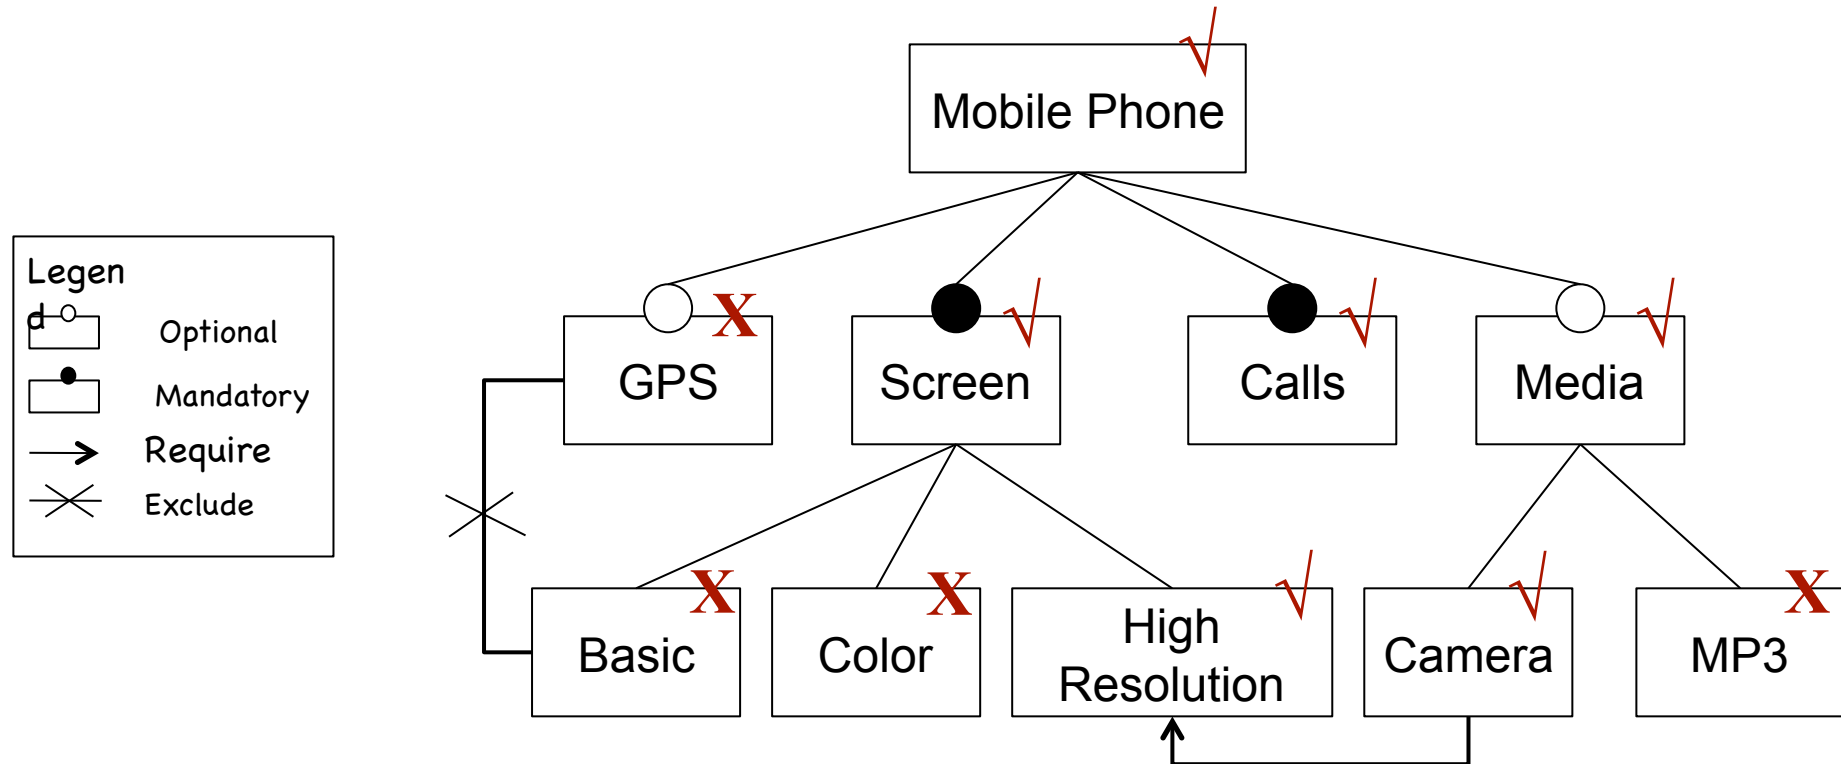 Mobile Phone
Legen
d
Optional
Mandatory
Require
Exclude
√
X
GPS
√
Screen
√
Calls
√
Media
X
Basic
X
Color
√
High
Resolution
√
Camera
X
MP3